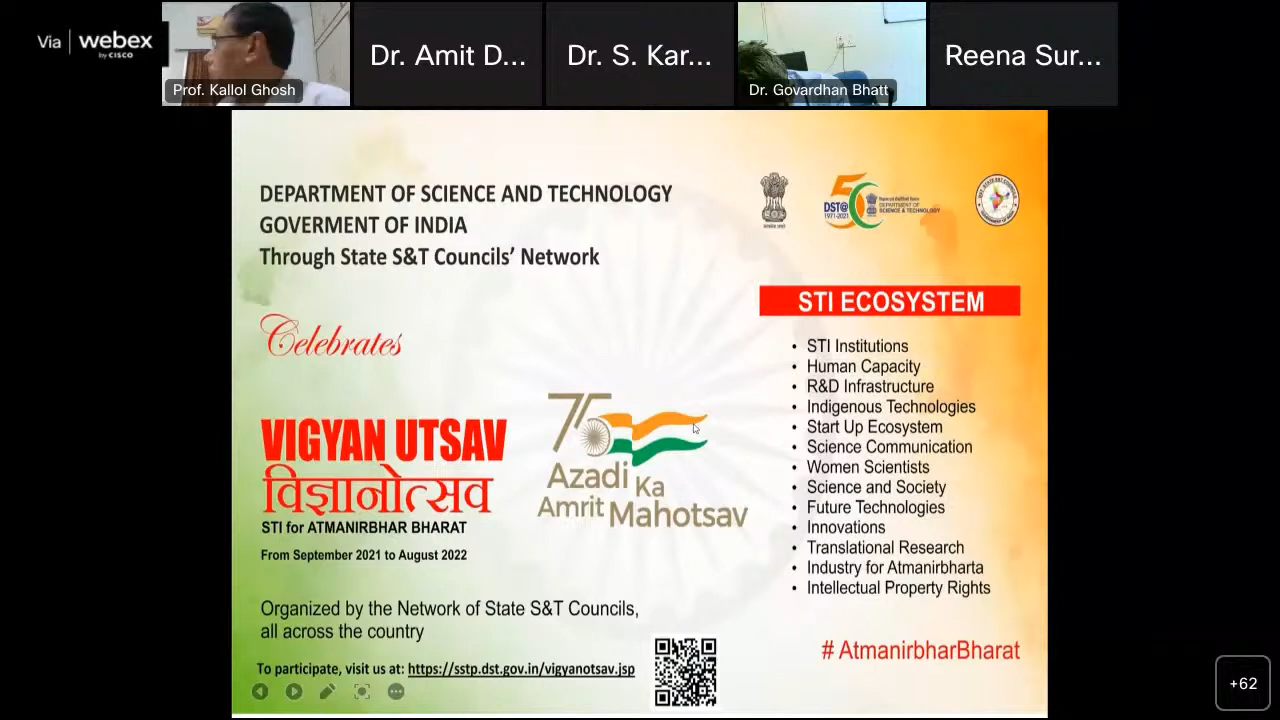 Via | webex
by CISCO
Prof. Kallol Ghosh
Dr. Amit D...
Dr. S. Kar...
Dr. Govardhan Bhatt
Reena Sur...
DEPARTMENT OF SCIENCE AND TECHNOLOGY
GOVERMENT OF INDIA
Through State S&T Councils' Network
DST@
1971-2021
DEPARTMENT OF
SCIENCE & TECHNOLOGY
STI ECOSYSTEM
Celebrates
• STI Institutions
• Human Capacity
• R&D Infrastructure
• Indigenous Technologies
• Start Up Ecosystem
• Science Communication
• Women Scientists
• Science and Society
• Future Technologies
• Innovations
• Translational Research
• Industry for Atmanirbharta
• Intellectual Property Rights
# AtmanirbharBharat
VIGYAN UTSAV
विज्ञानोत्सव
STI for ATMANIRBHAR BHARAT
From September 2021 to August 2022
75
Azadi Ka
Amrit Mahotsav
Organized by the Network of State S&T Councils,
all across the country
To participate, visit us at: https://sstp.dst.gov.in/vigyanotsav.jsp
+62